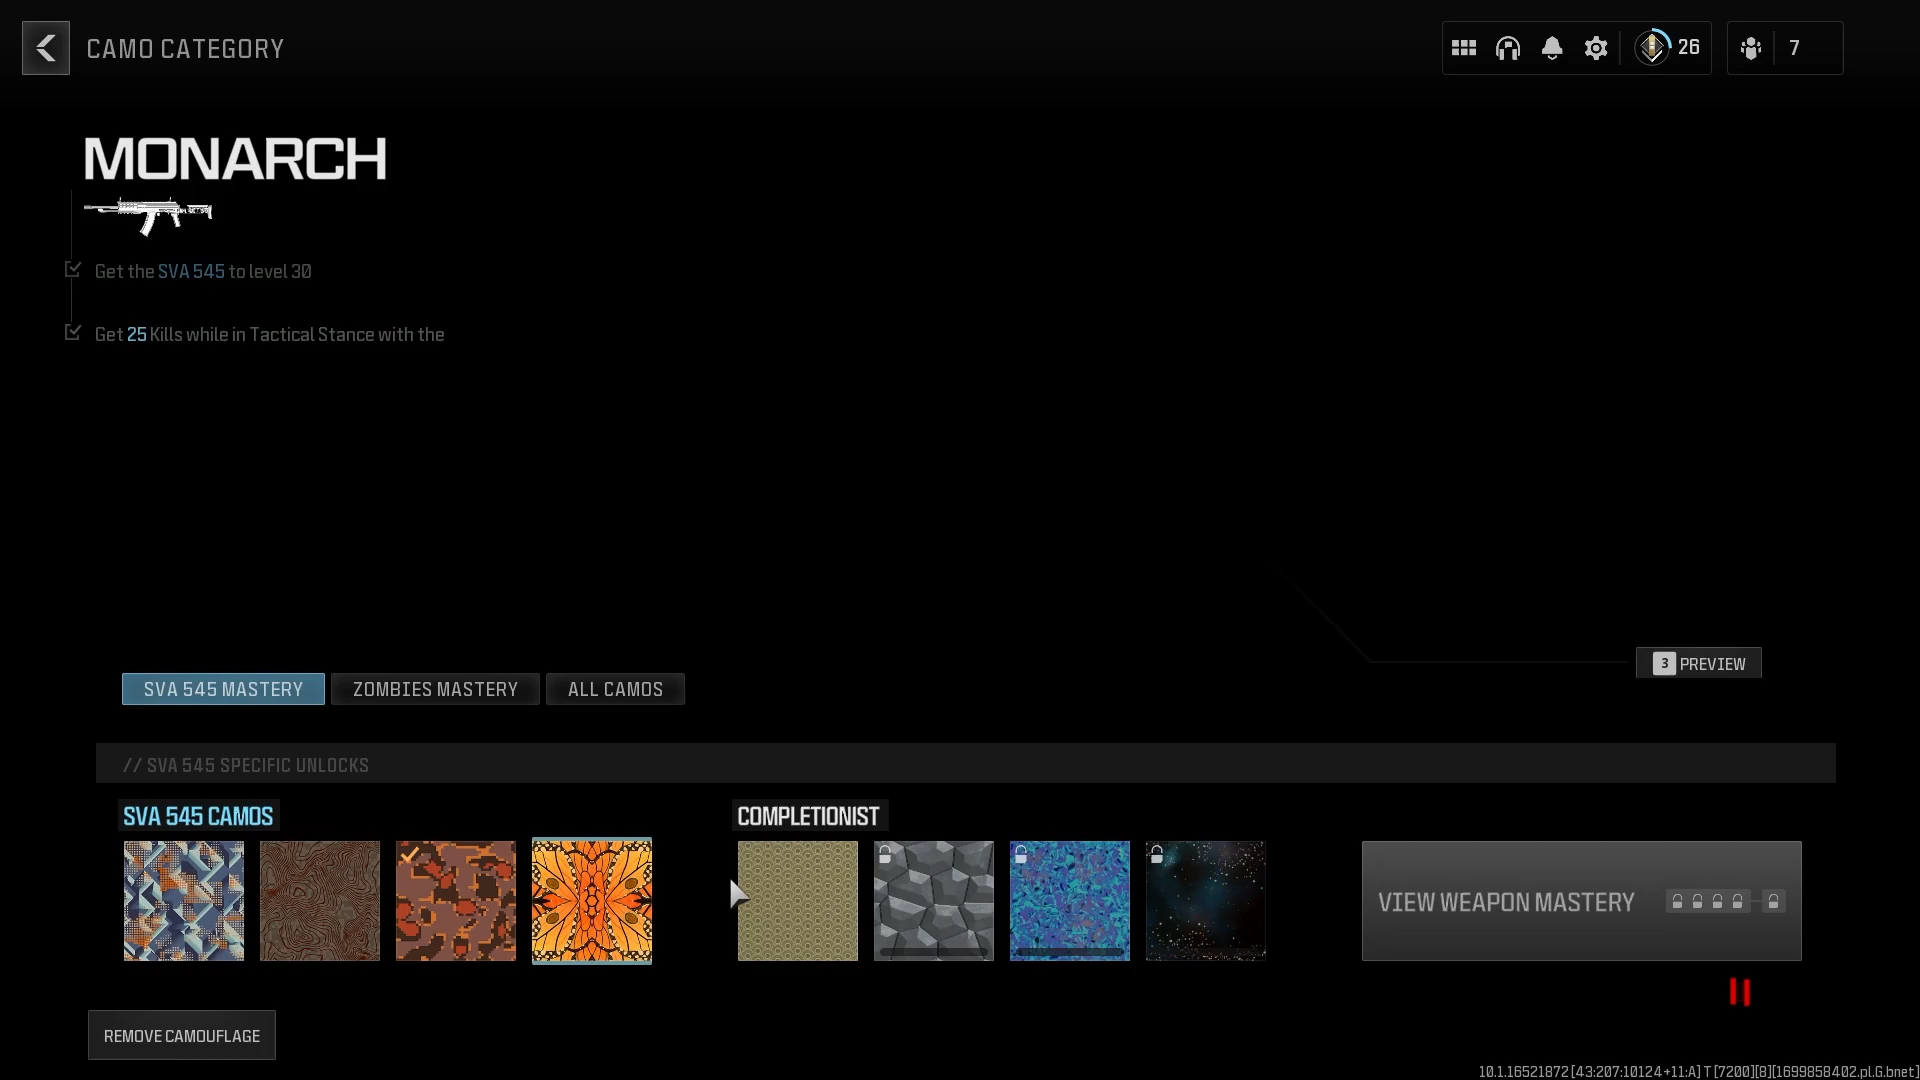 CAMO CATEGORY
26
7
MONARCH
Get the SVA 545 to level 30
Get 25 Kills while in Tactical Stance with the
3 PREVIEW
SVA 545 MASTERY
ZOMBIES MASTERY
ALL CAMOS
// SVA 545 SPECIFIC UNLOCKS
SVA 545 CAMOS
COMPLETIONIST
VIEW WEAPON MASTERY
REMOVE CAMOUFLAGE
10.1.16521872[43:207:10124+11:A] T [7200][8][1699858402.pl.G.bnet]